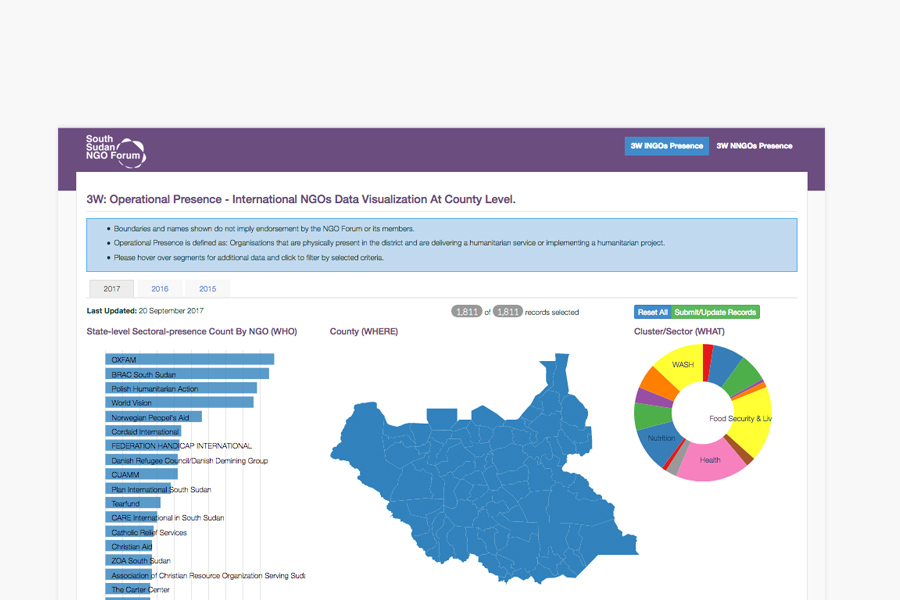 South
Sudan
NGO Forum
3W INGOs Presence
3W NNGOs Presence
3W: Operational Presence - International NGOs Data Visualization At County Level.
Boundaries and names shown do not imply endorsement by the NGO Forum or its members.
Operational Presence is defined as: Organisations that are physically present in the district and are delivering a humanitarian service or implementing a humanitarian project.
Please hover over segments for additional data and click to filter by selected criteria.
2017
2016
2015
Last Updated: 20 September 2017
1,811 of 1,811 records selected
Reset All
Submit/Update Records
State-level Sectoral-presence Count By NGO (WHO)
County (WHERE)
Cluster/Sector (WHAT)
OXFAM
BRAC South Sudan
Polish Humanitarian Action
World Vision
Norwegian Peopel's Aid
Cordaid International
FEDERATION HANDICAP INTERNATIONAL
Danish Refugee Council/Danish Demining Group
CUAMM
Plan International South Sudan
Tearfund
CARE International in South Sudan
Catholic Relief Services
Christian Aid
ZOA South Sudan
Association of Christian Resource Organization Serving Sud
The Carter Center
WASH
Food Security & Liv
Nutrition
Health